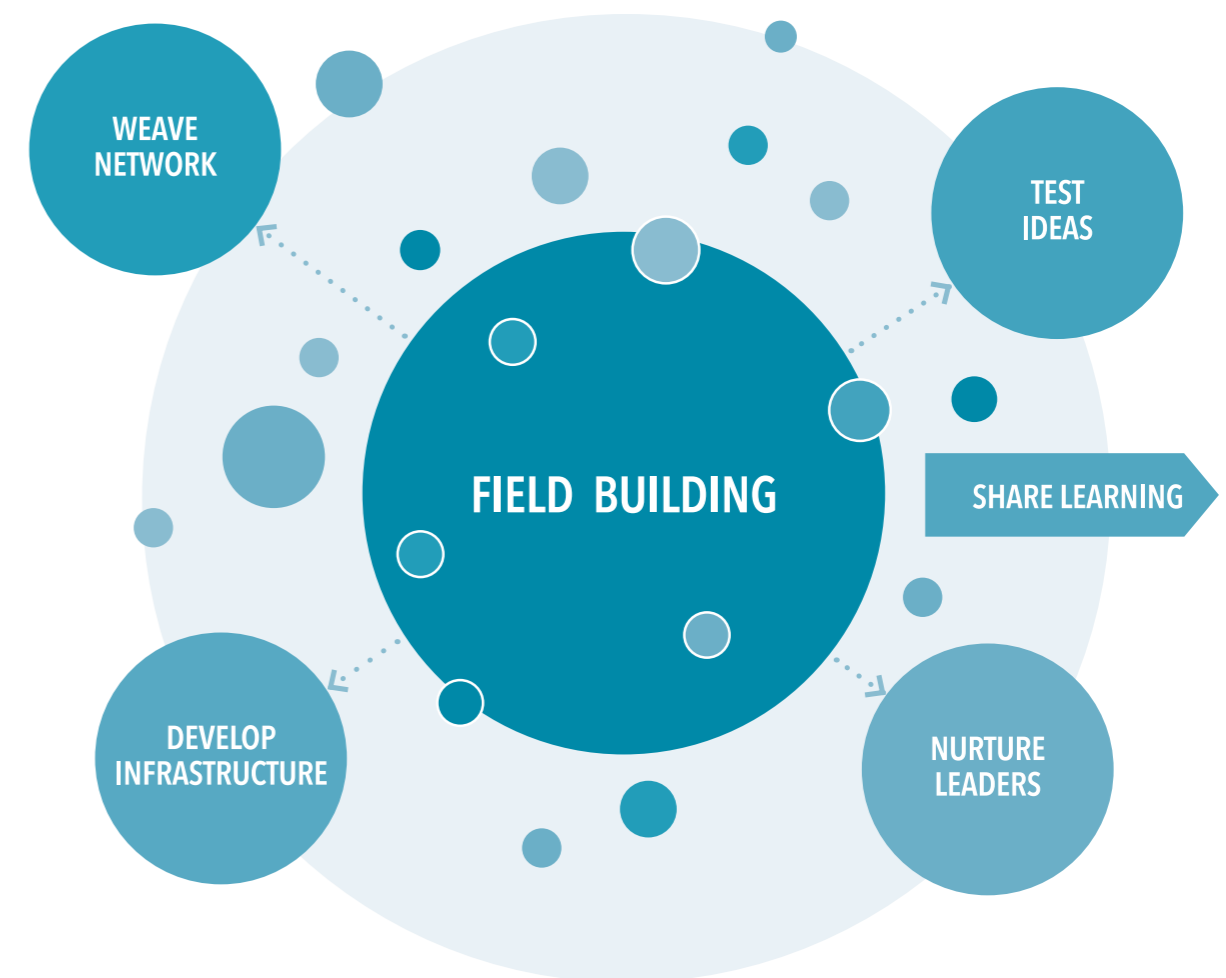 WEAVE
NETWORK
TEST
IDEAS
FIELD BUILDING
SHARE LEARNING
DEVELOP
INFRASTRUCTURE
NURTURE
LEADERS